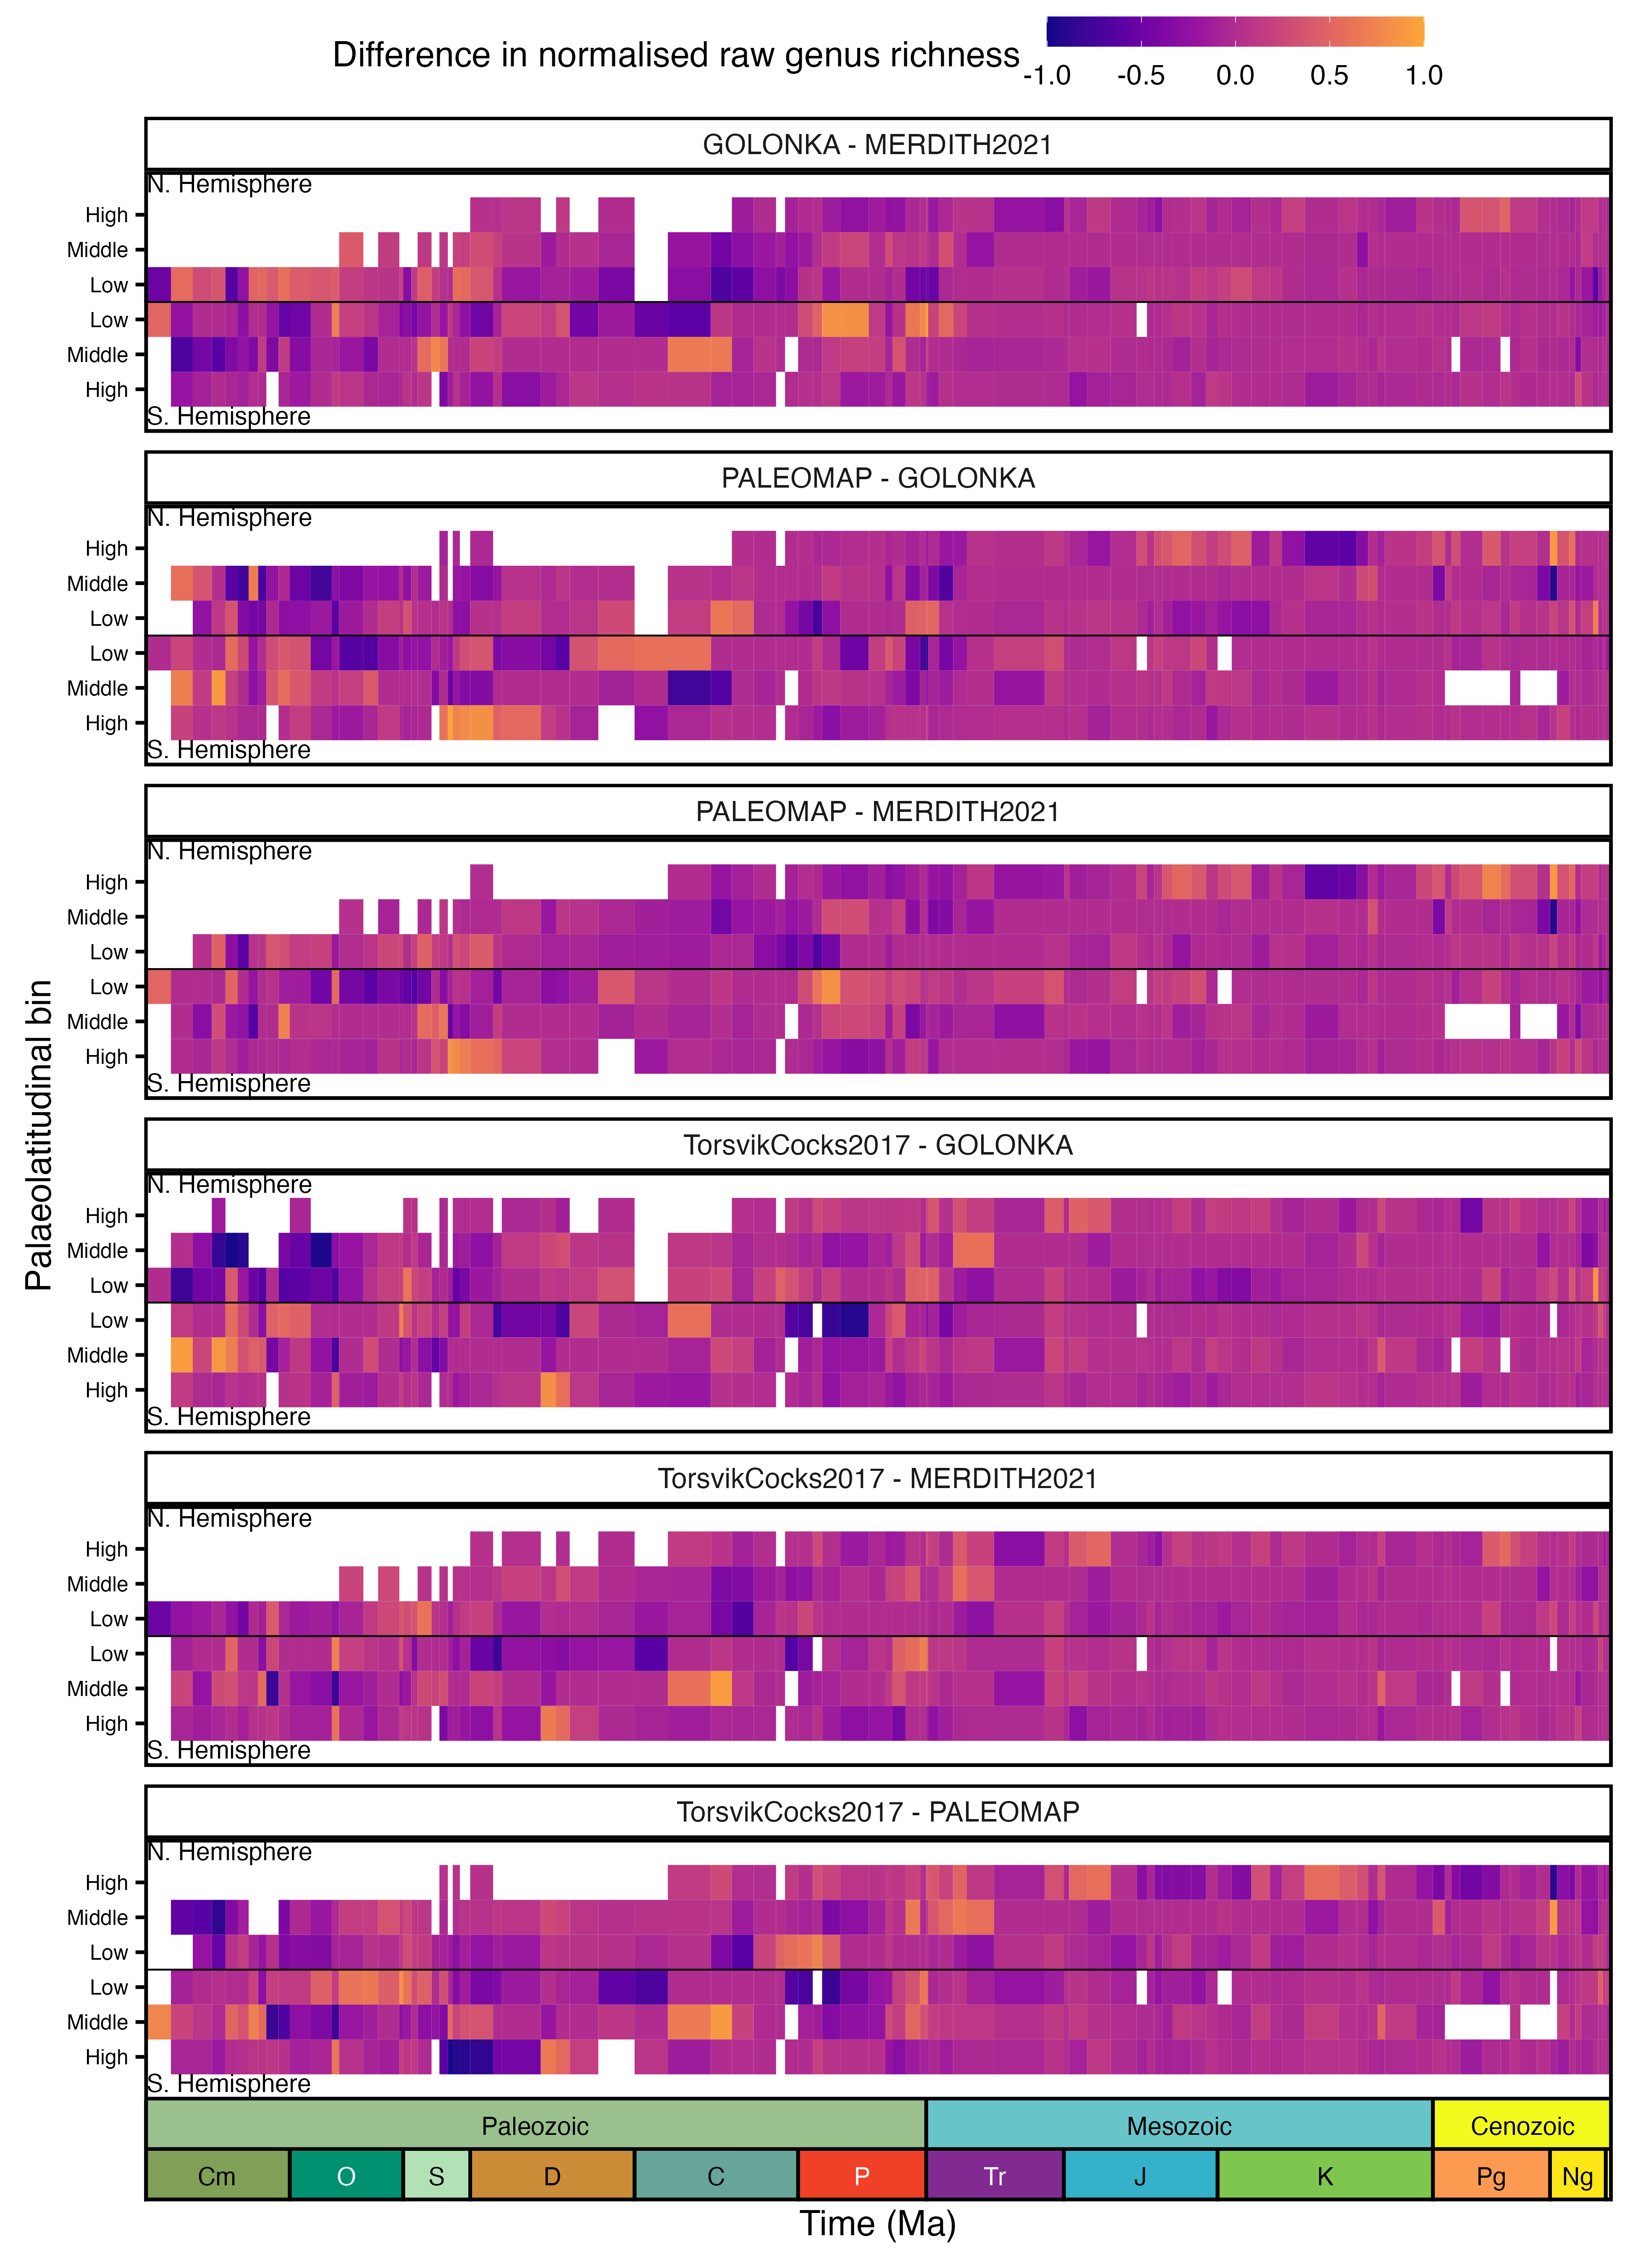 Difference in normalised raw genus richness
-1.0 -0.5 0.0 0.5 1.0
GOLONKA - MERDITH2021
N. Hemisphere
High
Middle
Low
Low
Middle
High
S. Hemisphere
PALEOMAP - GOLONKA
N. Hemisphere
High
Middle
Low
Low
Middle
High
S. Hemisphere
PALEOMAP - MERDITH2021
N. Hemisphere
High
Middle
Low
Low
Middle
High
S. Hemisphere
Palaeolatitudinal bin
TorsvikCocks2017 - GOLONKA
N. Hemisphere
High
Middle
Low
Low
Middle
High
S. Hemisphere
TorsvikCocks2017 - MERDITH2021
N. Hemisphere
High
Middle
Low
Low
Middle
High
S. Hemisphere
TorsvikCocks2017 - PALEOMAP
N. Hemisphere
High
Middle
Low
Low
Middle
High
S. Hemisphere
Paleozoic Mesozoic Cenozoic
Cm O S D C P Tr J K Pg Ng
Time (Ma)